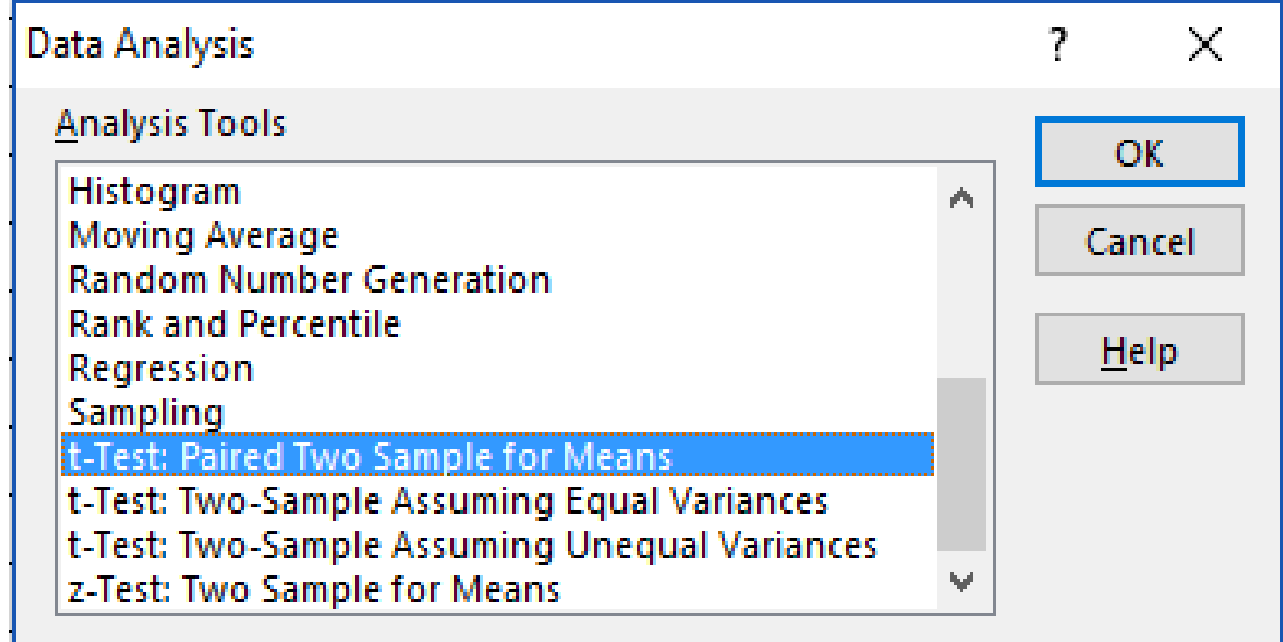 Data Analysis ? X
Analysis Tools
OK
Histogram
Moving Average
Cancel
Random Number Generation
Rank and Percentile
Help
Regression
Sampling
t-Test: Paired Two Sample for Means
t-Test: Two-Sample Assuming Equal Variances
t-Test: Two-Sample Assuming Unequal Variances
z-Test: Two Sample for Means